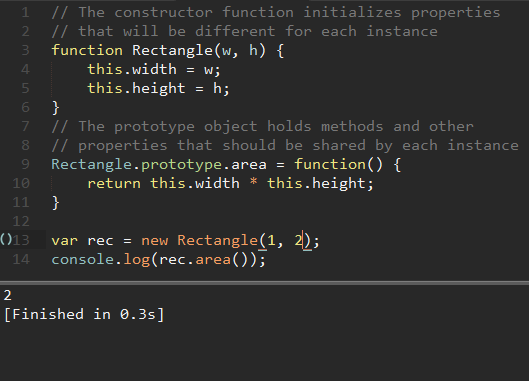 1 // The constructor function initializes properties
2 // that will be different for each instance
3 function Rectangle(w, h) {
4     this.width = w;
5     this.height = h;
6 }
7 // The prototype object holds methods and other
8 // properties that should be shared by each instance
9 Rectangle.prototype.area = function() {
10     return this.width * this.height;
11 }
12
()13 var rec = new Rectangle(1, 2);
14 console.log(rec.area());
2
[Finished in 0.3s]